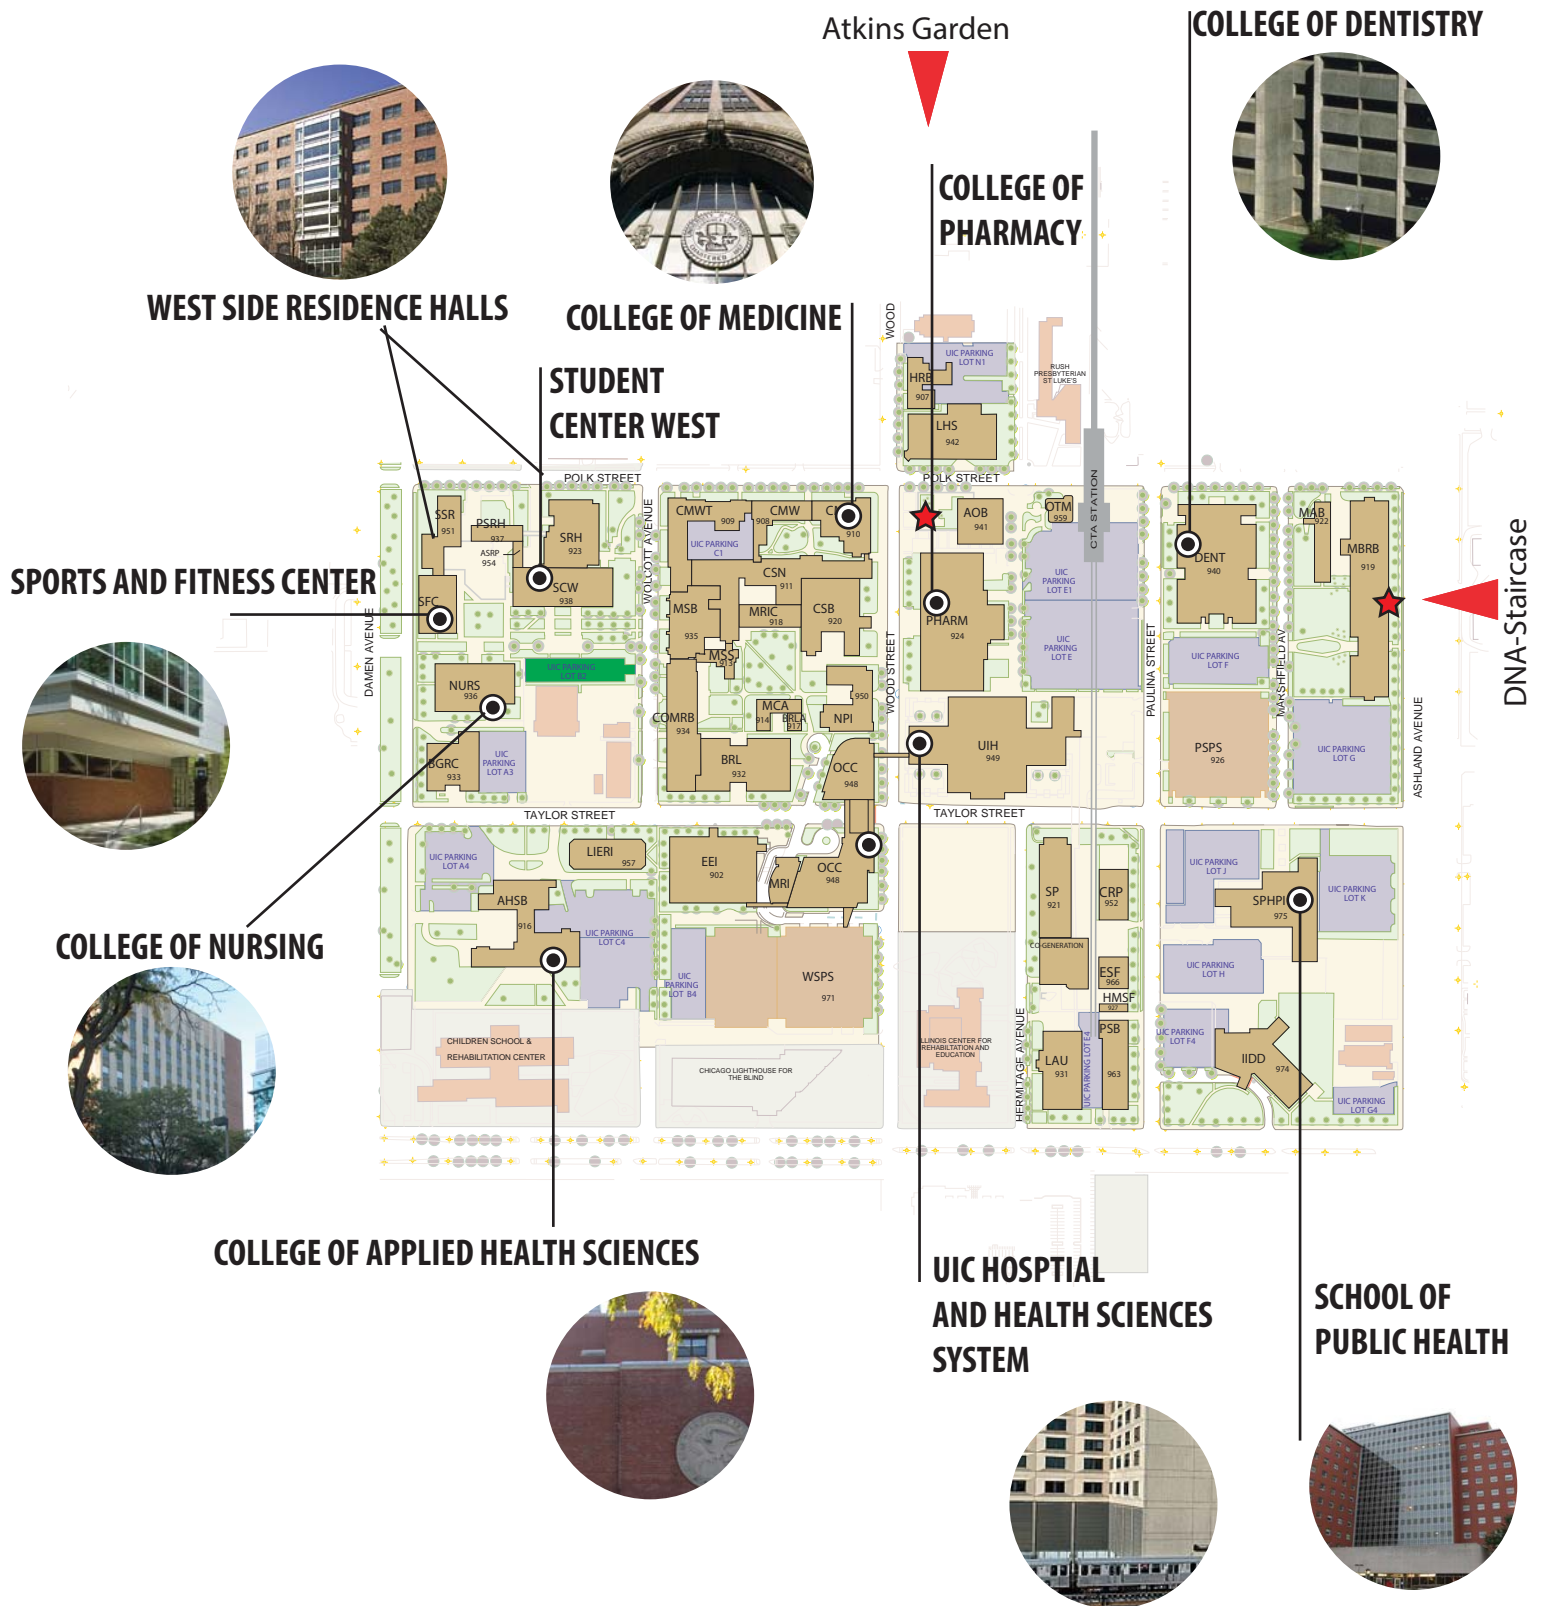 Atkins Garden
COLLEGE OF DENTISTRY
COLLEGE OF
PHARMACY
WEST SIDE RESIDENCE HALLS
COLLEGE OF MEDICINE
STUDENT
CENTER WEST
SPORTS AND FITNESS CENTER
DNA-Staircase
COLLEGE OF NURSING
COLLEGE OF APPLIED HEALTH SCIENCES
UIC HOSPTIAL
AND HEALTH SCIENCES
SYSTEM
SCHOOL OF
PUBLIC HEALTH
WOOD
UIC PARKING
LOT N1
HRB
907
LHS
942
RUSH
PRESBYTERIAN
ST LUKE'S
POLK STREET
POLK STREET
CTA STATION
SSR
951
PSRH
937
ASRP
954
SRH
923
SCW
938
SFC
WOLCOTT AVENUE
DAMEN AVENUE
CMWT
909
CMW
908
910
UIC PARKING
C1
CSN
911
MSB
935
MRIC
918
CSB
920
MSS
913
AOB
941
OTM
959
PHARM
924
UIC
PARKING
LOT E1
UIC
PARKING
LOT E
DENT
940
UIC PARKING
LOT F
MAB
922
MBRB
919
NURS
936
UIC PARKING
LOT B2
BGRC
933
UIC
PARKING
LOT A3
COMRB
934
MCA
914
BRLA
917
950
NPI
BRL
932
OCC
948
WOOD STREET
UIH
949
PAULINA STREET
MARSHFIELD AV
PSPS
926
UIC PARKING
LOT G
ASHLAND AVENUE
TAYLOR STREET
TAYLOR STREET
UIC PARKING
LOT A4
LIERI
957
EEI
902
MRI
OCC
948
AHSB
916
UIC PARKING
LOT C4
UIC
PARKING
LOT B4
WSPS
971
SP
921
CRP
952
CO-GENERATION
ESF
966
HMSF
927
PSB
963
LAU
931
UIC PARKING LOT E4
HERMITAGE AVENUE
UIC PARKING
LOT J
SPHPI
975
UIC PARKING
LOT K
UIC PARKING
LOT H
UIC PARKING
LOT F4
IIDD
974
UIC PARKING
LOT G4
CHILDREN SCHOOL &
REHABILITATION CENTER
CHICAGO LIGHTHOUSE FOR
THE BLIND
ILLINOIS CENTER FOR
REHABILTATION AND
EDUCATION